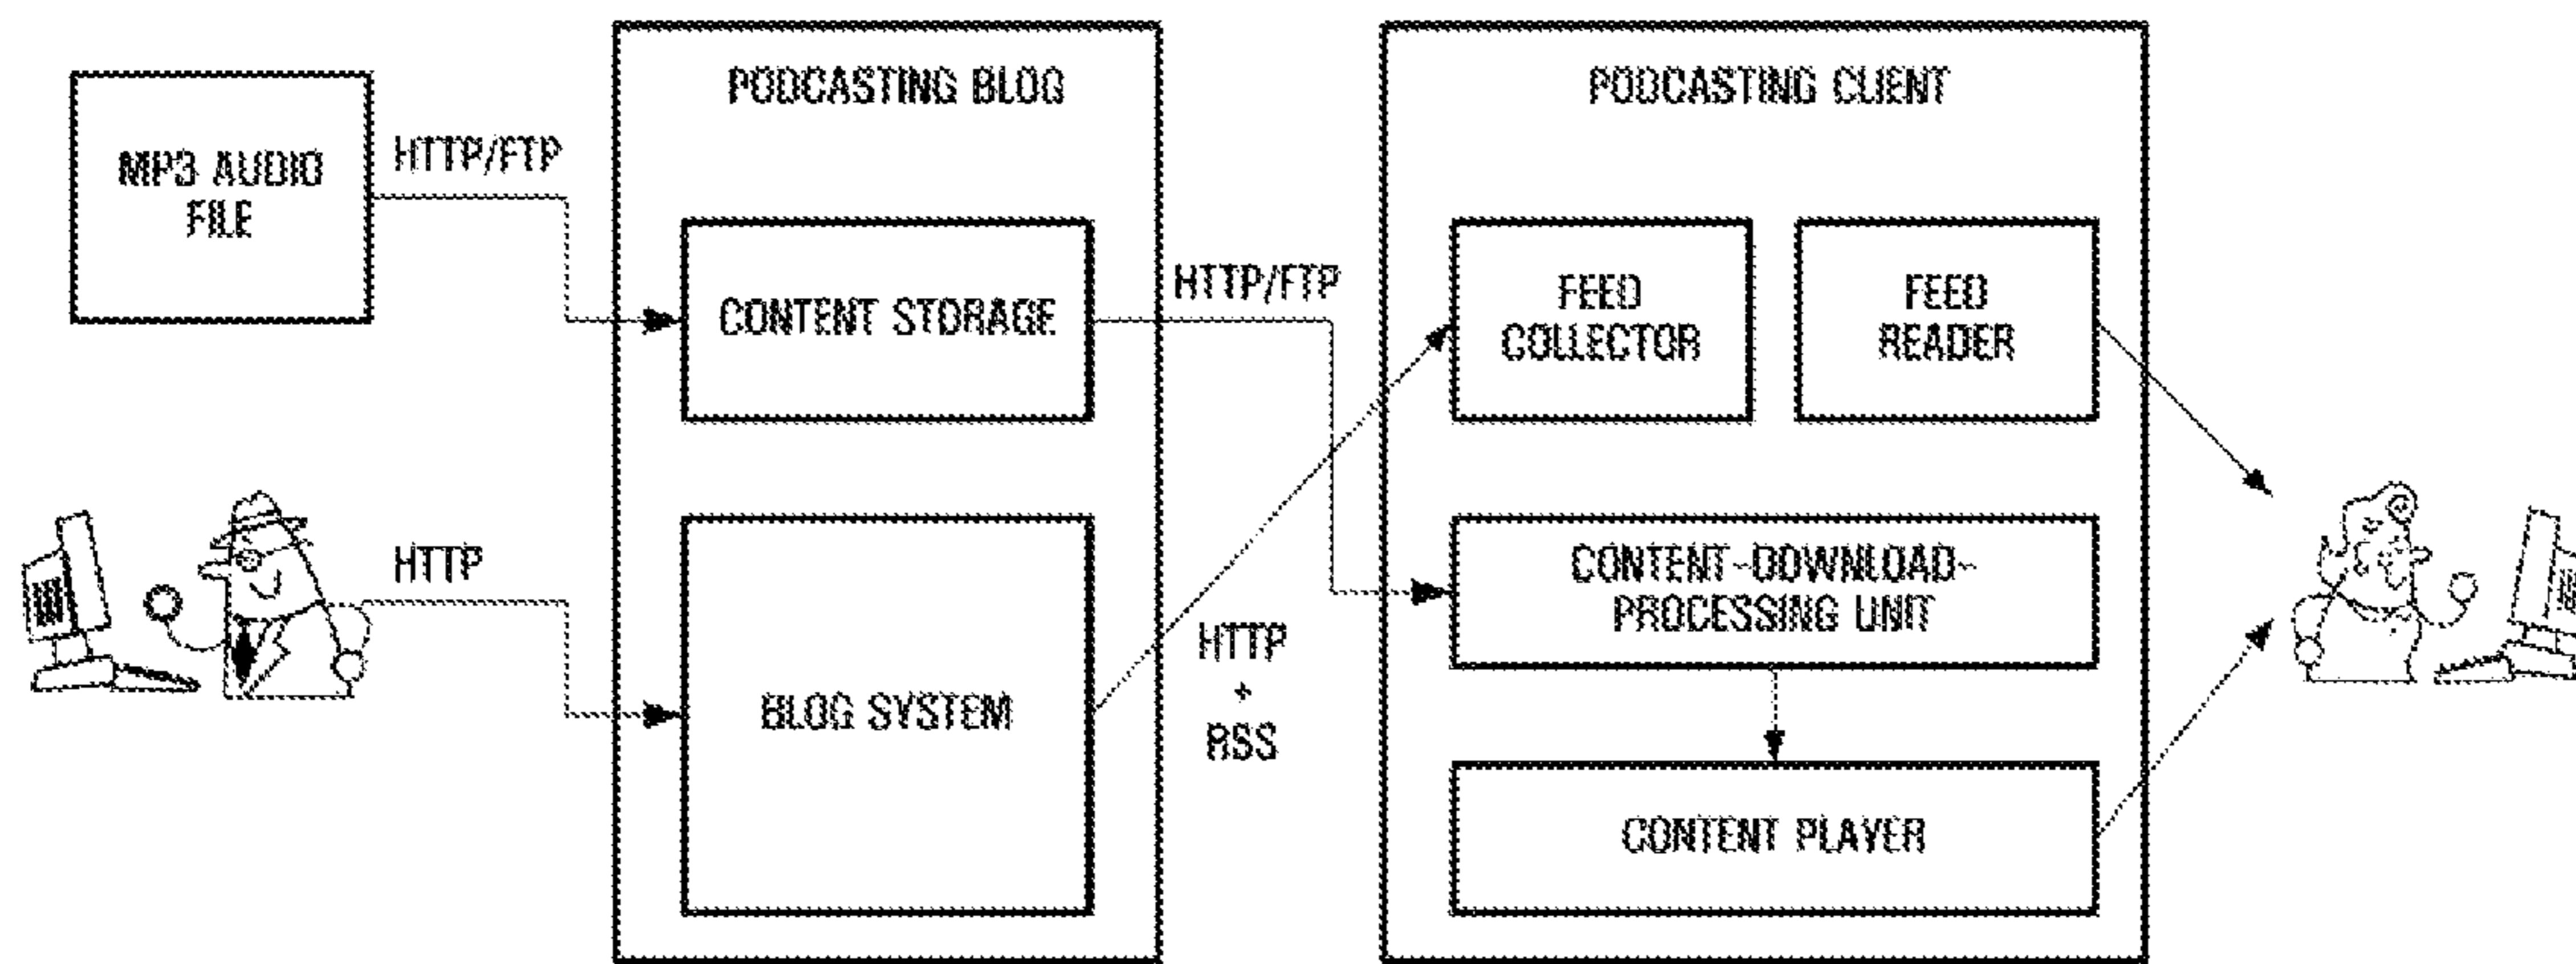 MP3 AUDIO
FILE
HTTP/FTP
HTTP
PODCASTING BLOG
CONTENT STORAGE
BLOG SYSTEM
HTTP/FTP
HTTP
+
RSS
PODCASTING CLIENT
FEED
COLLECTOR
FEED
READER
CONTENT-DOWNLOAD-
PROCESSING UNIT
CONTENT PLAYER